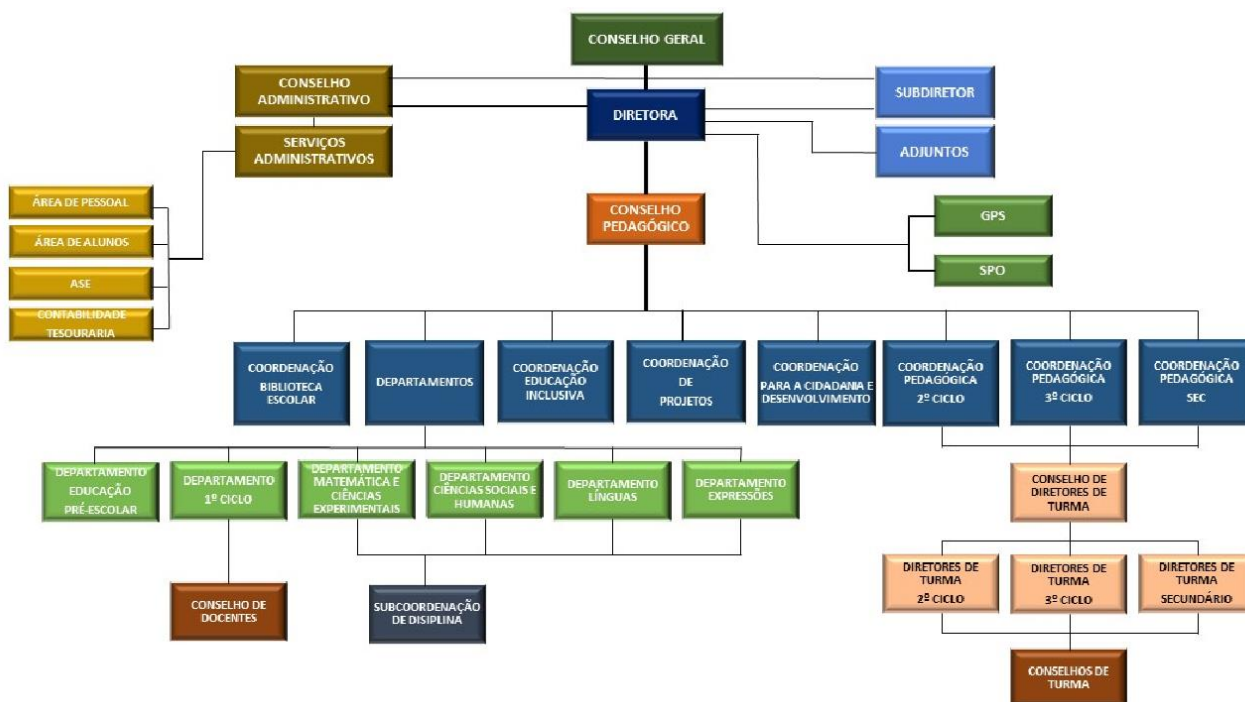 CONSELHO GERAL
CONSELHO
ADMINISTRATIVO
SUBDIRETOR
DIRETORA
SERVIÇOS
ADMINISTRATIVOS
ADJUNTOS
ÁREA DE PESSOAL
ÁREA DE ALUNOS
ASE
CONTABILIDADE
TESOURARIA
CONSELHO
PEDAGÓGICO
GPS
SPO
COORDENAÇÃO
BIBLIOTECA
ESCOLAR
DEPARTAMENTOS
COORDENAÇÃO
EDUCAÇÃO
INCLUSIVA
COORDENAÇÃO
DE
PROJETOS
COORDENAÇÃO
PARA A CIDADANIA E
DESENVOLVIMENTO
COORDENAÇÃO
PEDAGÓGICA
2º CICLO
COORDENAÇÃO
PEDAGÓGICA
3º CICLO
COORDENAÇÃO
PEDAGÓGICA
SEC
DEPARTAMENTO
EDUCAÇÃO
PRÉ-ESCOLAR
DEPARTAMENTO
1º CICLO
DEPARTAMENTO
MATEMÁTICA E
CIÊNCIAS
EXPERIMENTAIS
DEPARTAMENTO
CIÊNCIAS SOCIAIS E
HUMANAS
DEPARTAMENTO
LÍNGUAS
DEPARTAMENTO
EXPRESSÕES
CONSELHO DE
DIRETORES DE
TURMA
CONSELHO DE
DOCENTES
SUBCOORDENAÇÃO
DE DISIPLINA
DIRETORES DE
TURMA
2º CICLO
DIRETORES DE
TURMA
3º CICLO
DIRETORES DE
TURMA
SECUNDÁRIO
CONSELHOS DE
TURMA